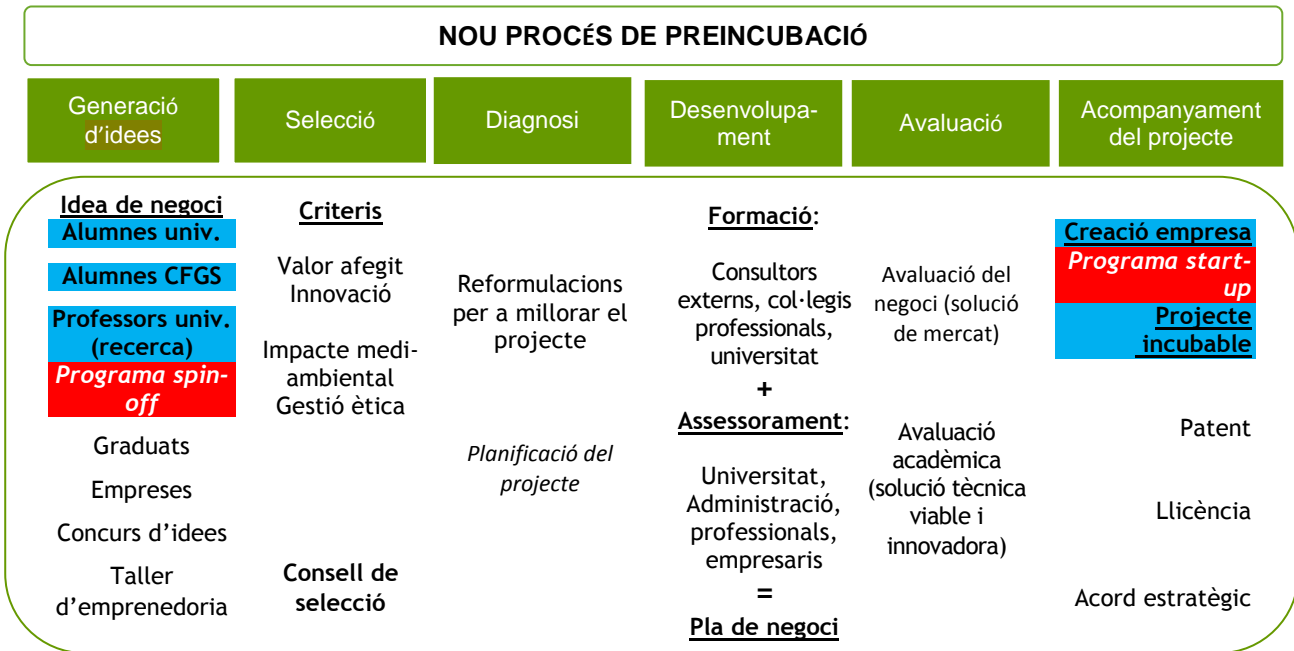 NOU PROCÉS DE PREINCUBACIÓ
Generació
d’idees
Selecció
Diagnosi
Desenvolupa-
ment
Avaluació
Acompanyament
del projecte
Idea de negoci
Alumnes univ.
Alumnes CFGS
Professors univ.
(recerca)
Programa spin-
off
Graduats
Empreses
Concurs d’idees
Taller
d’emprenedoria
Criteris
Valor afegit
Innovació
Impacte medi-
ambiental
Gestió ètica
Consell de
selecció
Reformulacions
per a millorar el
projecte
Planificació del
projecte
Formació:
Consultors
externs, col·legis
professionals,
universitat
+
Assessorament:
Universitat,
Administració,
professionals,
empresaris
=
Pla de negoci
Avaluació del
negoci (solució
de mercat)
Avaluació
acadèmica
(solució tècnica
viable i
innovadora)
Creació empresa
Programa start-
up
Projecte
incubable
Patent
Llicència
Acord estratègic